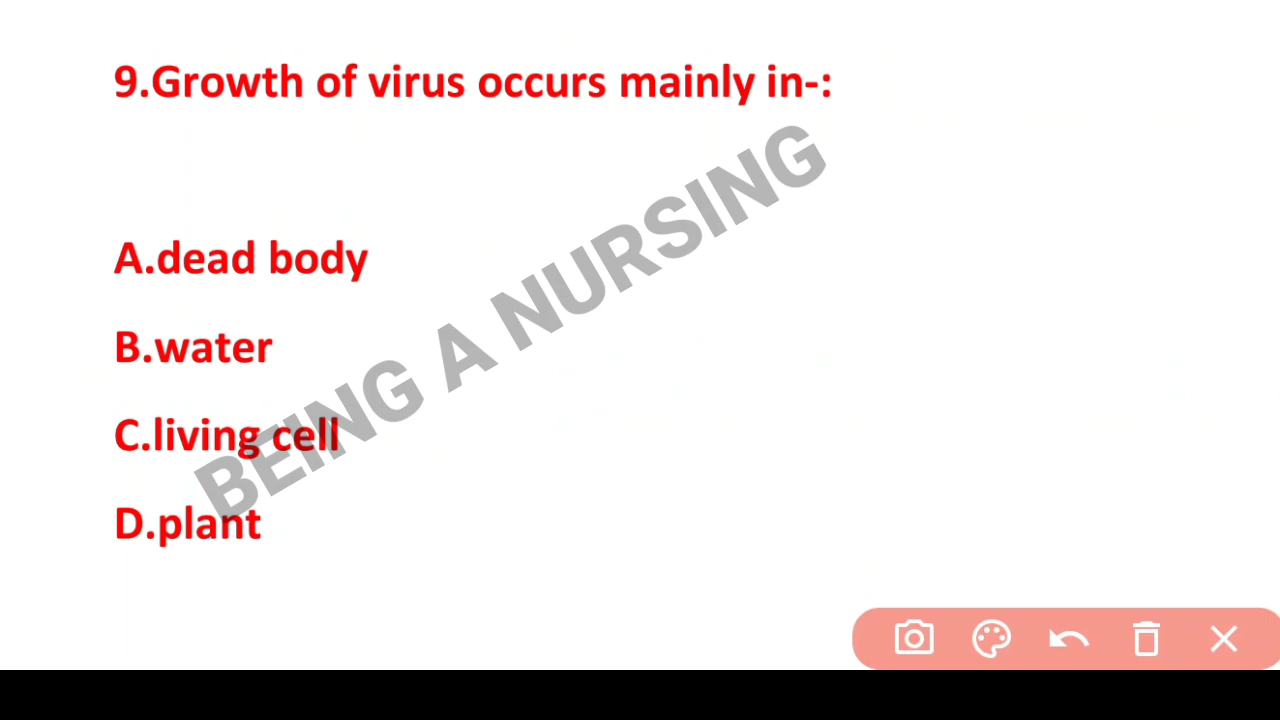 9.Growth of virus occurs mainly in-:
A.dead body
B.water
C.living cell
D.plant
BEING A NURSING